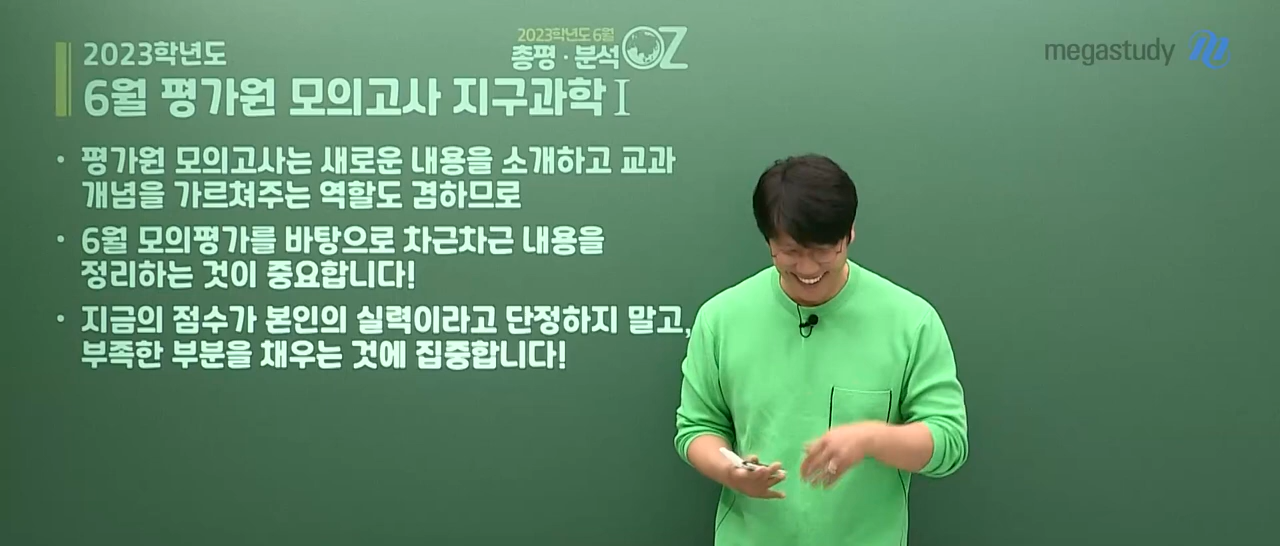 2023학년도
6월 평가원 모의고사 지구과학Ⅰ
2023학년도 6월
총평·분석 OZ
megastudy
• 평가원 모의고사는 새로운 내용을 소개하고 교과
개념을 가르쳐주는 역할도 겸하므로
• 6월 모의평가를 바탕으로 차근차근 내용을
정리하는 것이 중요합니다!
• 지금의 점수가 본인의 실력이라고 단정하지 말고,
부족한 부분을 채우는 것에 집중합니다!